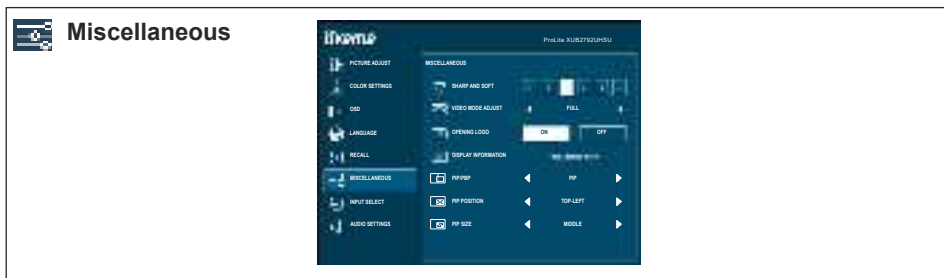 Miscellaneous
ProLite XUB2792UHSU
PICTURE ADJUST
COLOR SETTINGS
OSD
LANGUAGE
RECALL
MISCELLANEOUS
INPUT SELECT
AUDIO SETTINGS
MISCELLANEOUS
SHARP AND SOFT
VIDEO MODE ADJUST FULL
OPENING LOGO ON OFF
DISPLAY INFORMATION
PIP/PBP PIP
PIP POSITION TOP-LEFT
PIP SIZE MIDDLE